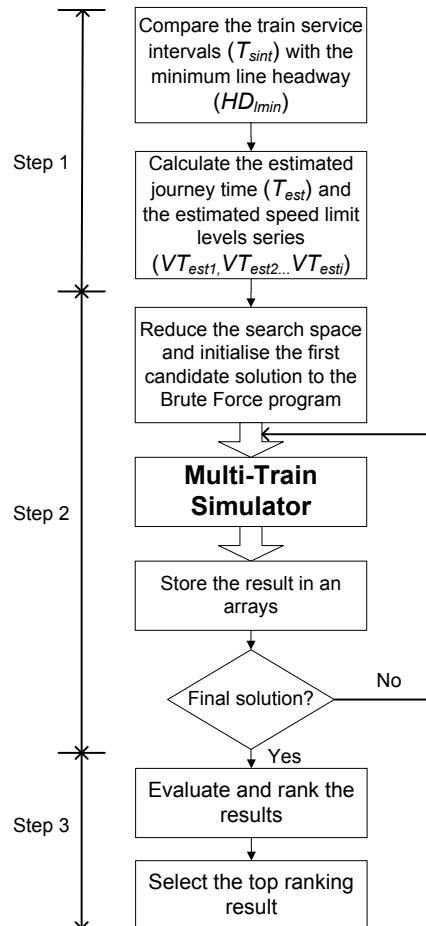 Compare the train service
intervals (T_sint) with the
minimum line headway
(HD_lmin)
Step 1
Calculate the estimated
journey time (T_est) and
the estimated speed limit
levels series
(VT_est1,VT_est2...VT_esti)
Reduce the search space
and initialise the first
candidate solution to the
Brute Force program
Multi-Train
Simulator
Step 2
Store the result in an
arrays
Final solution?
No
Yes
Evaluate and rank the
results
Step 3
Select the top ranking
result